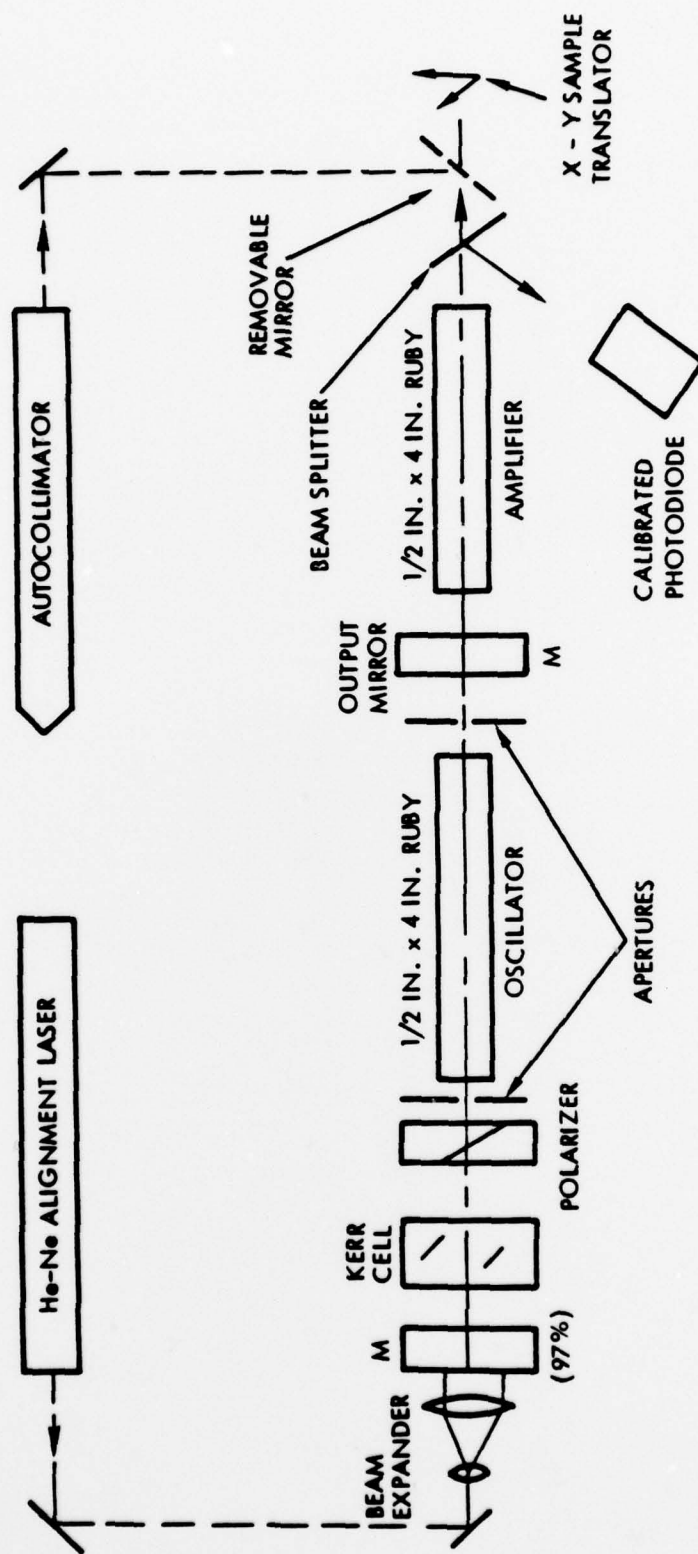 He-Ne ALIGNMENT LASER
AUTOCOLLIMATOR
BEAM
EXPANDER
M
(97%)
KERR
CELL
POLARIZER
1/2 IN. x 4 IN. RUBY
OSCILLATOR
APERTURES
OUTPUT
MIRROR
M
1/2 IN. x 4 IN. RUBY
AMPLIFIER
BEAM SPLITTER
REMOVABLE
MIRROR
CALIBRATED
PHOTODIODE
X - Y SAMPLE
TRANSLATOR